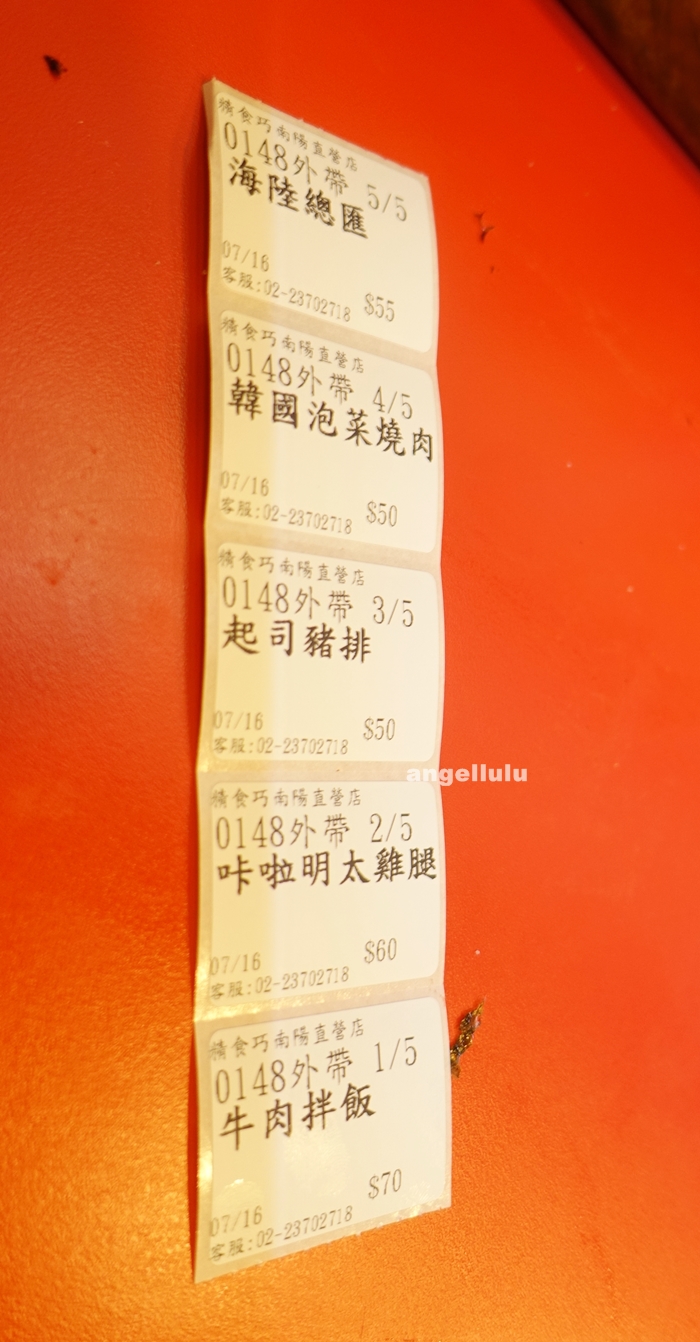 精食巧南陽直營店
0148外帶 5/5
海陸總匯
07/16
客服:02-23702718 $55
精食巧南陽直營店
0148外帶 4/5
韓國泡菜燒肉
07/16
客服:02-23702718 $50
精食巧南陽直營店
0148外帶 3/5
起司豬排
07/16
客服:02-23702718 $50
angellulu
精食巧南陽直營店
0148外帶 2/5
咔啦明太雞腿
07/16
客服:02-23702718 $60
精食巧南陽直營店
0148外帶 1/5
牛肉拌飯
07/16
客服:02-23702718 $70